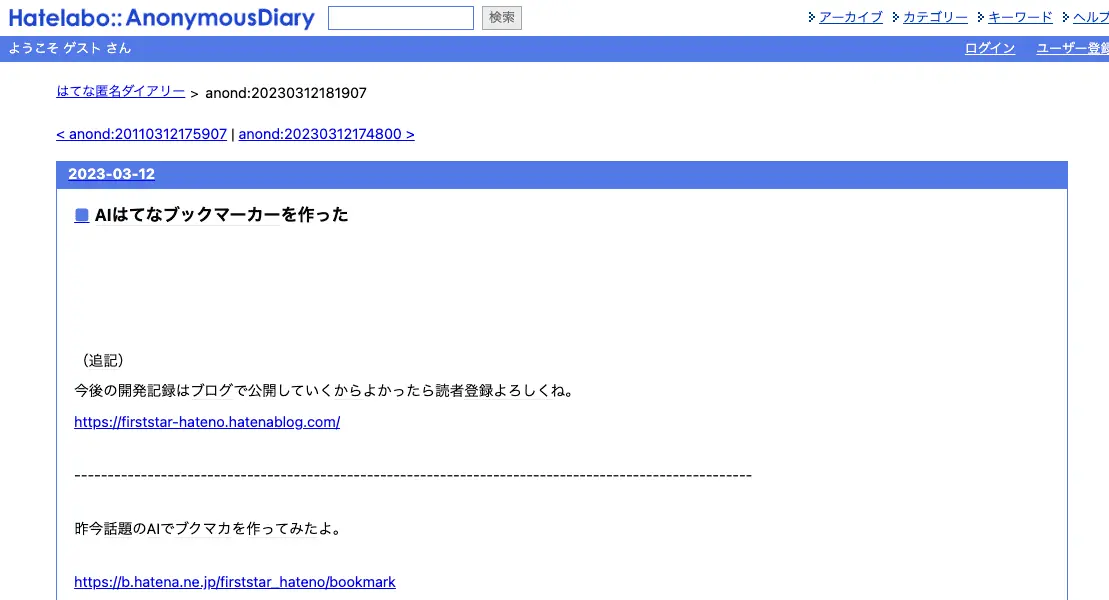 Hatelabo::AnonymousDiary 検索 アーカイブ カテゴリー キーワード ヘルプ
ようこそ ゲスト さん ログイン ユーザー登録
はてな匿名ダイアリー > anond:20230312181907
< anond:20110312175907 | anond:20230312174800 >
2023-03-12
AIはてなブックマーカーを作った
（追記）
今後の開発記録はブログで公開していくからよかったら読者登録よろしくね。
https://firststar-hateno.hatenablog.com/
------------------------------------------------------------------------------------------------------
昨今話題のAIでブクマカを作ってみたよ。
https://b.hatena.ne.jp/firststar_hateno/bookmark